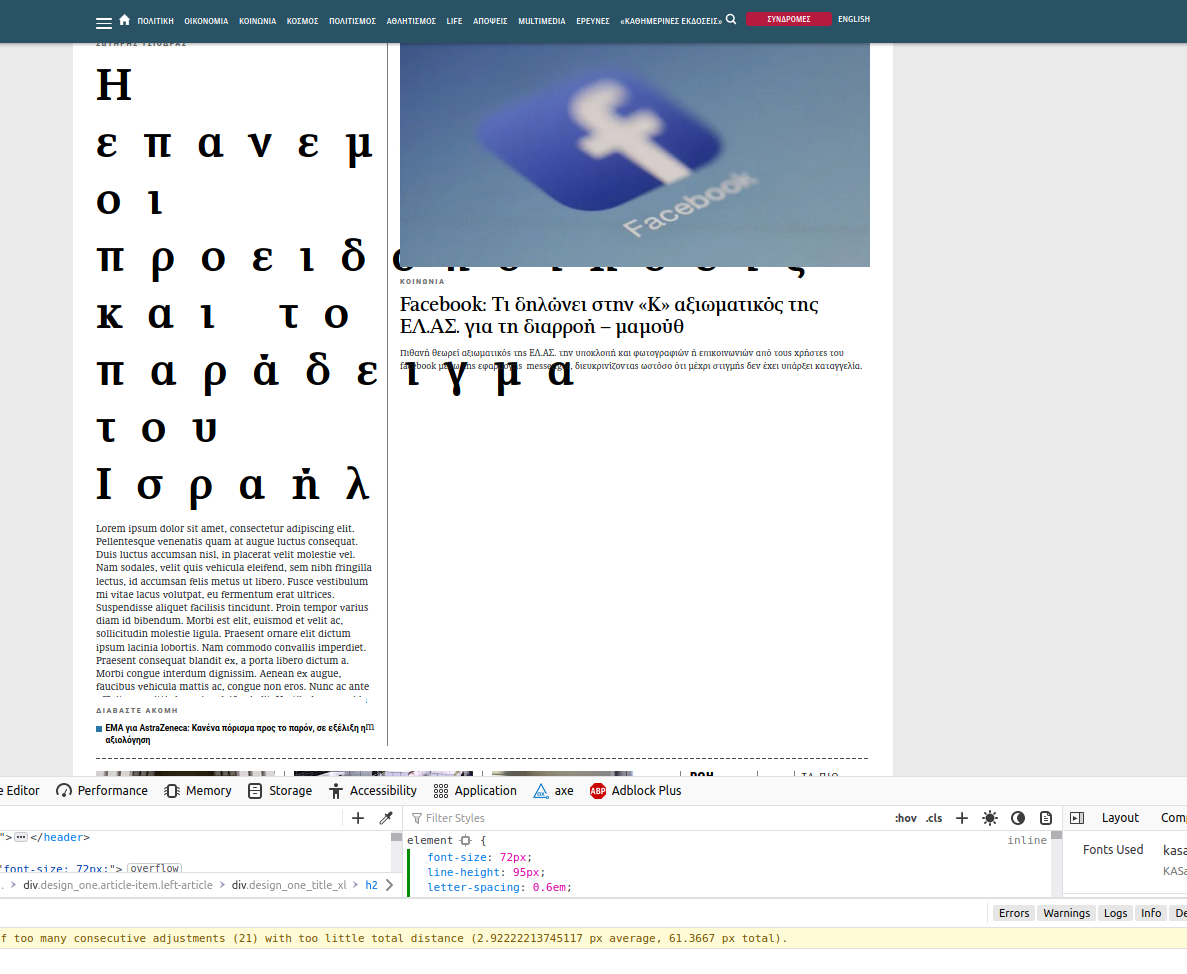 ΠΟΛΙΤΙΚΗ ΟΙΚΟΝΟΜΙΑ ΚΟΙΝΩΝΙΑ ΚΟΣΜΟΣ ΠΟΛΙΤΙΣΜΟΣ ΑΘΛΗΤΙΣΜΟΣ LIFE ΑΠΟΨΕΙΣ MULTIMEDIA ΕΡΕΥΝΕΣ «ΚΑΘΗΜΕΡΙΝΕΣ ΕΚΔΟΣΕΙΣ» ΣΥΝΔΡΟΜΕΣ ENGLISH
ΣΩΤΗΡΗΣ ΤΣΙΟΔΡΑΣ
Η
επανεμ
οι
προειδοποιήσεις
και το
παράδειγμα
του
Ισραήλ
Lorem ipsum dolor sit amet, consectetur adipiscing elit.
Pellentesque venenatis quam at augue luctus consequat.
Duis luctus accumsan nisl, in placerat velit molestie vel.
Nam sodales, velit quis vehicula eleifend, sem nibh fringilla
lectus, id accumsan felis metus ut libero. Fusce vestibulum
mi vitae lacus volutpat, eu fermentum erat ultrices.
Suspendisse aliquet facilisis tincidunt. Proin tempor varius
diam id bibendum. Morbi est elit, euismod et velit ac,
sollicitudin molestie ligula. Praesent ornare elit dictum
ipsum lacinia lobortis. Nam commodo convallis imperdiet.
Praesent consequat blandit ex, a porta libero dictum a.
Morbi congue interdum dignissim. Aenean ex augue,
faucibus vehicula mattis ac, congue non eros. Nunc ac ante
ΔΙΑΒΑΣΤΕ ΑΚΟΜΗ
EMA για AstraZeneca: Κανένα πόρισμα προς το παρόν, σε εξέλιξη η
αξιολόγηση
Facebook
ΚΟΙΝΩΝΙΑ
Facebook: Τι δηλώνει στην «Κ» αξιωματικός της
ΕΛ.ΑΣ. για τη διαρροή – μαμούθ
Πιθανή θεωρεί αξιωματικός της ΕΛ.ΑΣ. την υποκλοπή και φωτογραφιών ή επικοινωνιών από τους χρήστες του
facebook μέσω της εφαρμογής messenger, διευκρινίζοντας ωστόσο ότι μέχρι στιγμής δεν έχει υπάρξει καταγγελία.
e Editor Performance Memory Storage Accessibility Application axe ABP Adblock Plus
Filter Styles :hov .cls Layout Comp
"> </header>
"font-size: 72px;"> overflow
div.design_one.article-item.left-article div.design_one_title_xl h2
element { inline
font-size: 72px;
line-height: 95px;
letter-spacing: 0.6em;
Fonts Used kasa
KASa
Errors Warnings Logs Info De
f too many consecutive adjustments (21) with too little total distance (2.92222213745117 px average, 61.3667 px total).